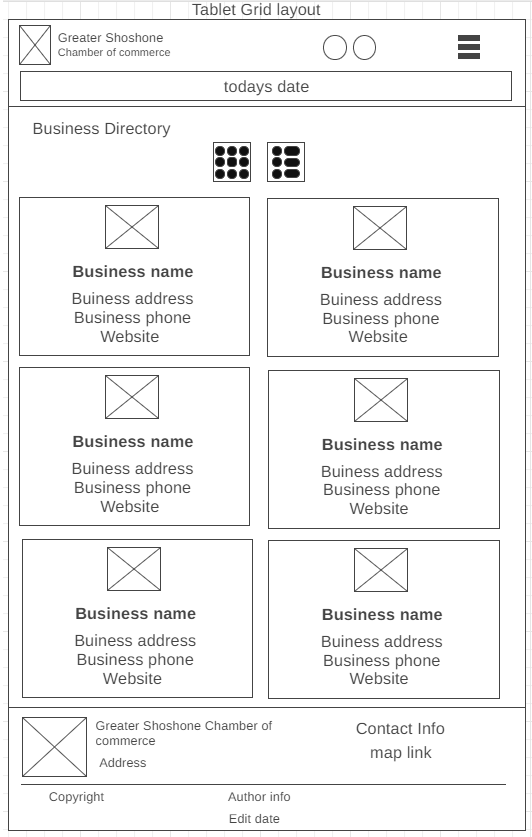 Tablet Grid layout
Greater Shoshone
Chamber of commerce
todays date
Business Directory
Business name
Buiness address
Business phone
Website
Business name
Buiness address
Business phone
Website
Business name
Buiness address
Business phone
Website
Business name
Buiness address
Business phone
Website
Business name
Buiness address
Business phone
Website
Business name
Buiness address
Business phone
Website
Greater Shoshone Chamber of
commerce
Address
Contact Info
map link
Copyright
Author info
Edit date